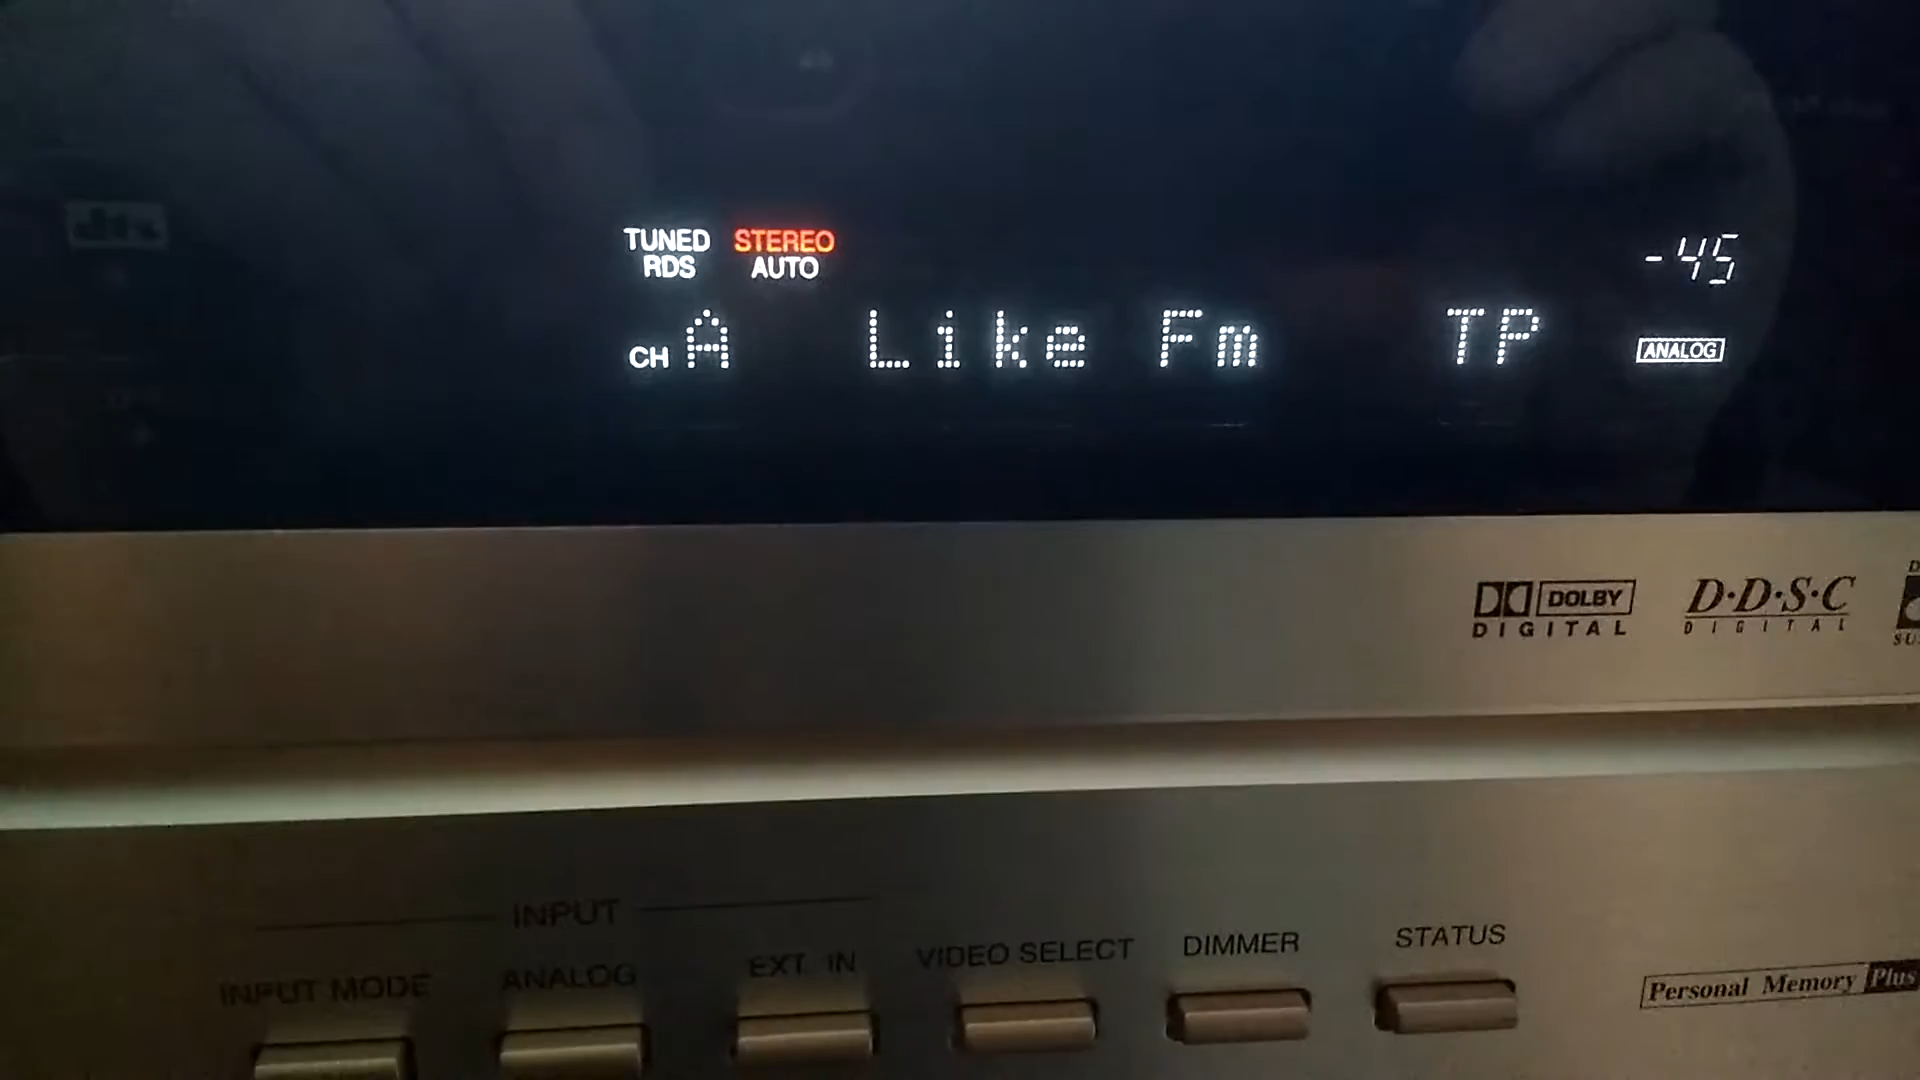 dts
TUNED STEREO
RDS AUTO
-45
CH A Like Fm TP
ANALOG
DOLBY
DIGITAL
D·D·S·C
DIGITAL
INPUT
INPUT MODE ANALOG EXT. IN VIDEO SELECT DIMMER STATUS
Personal Memory Plus